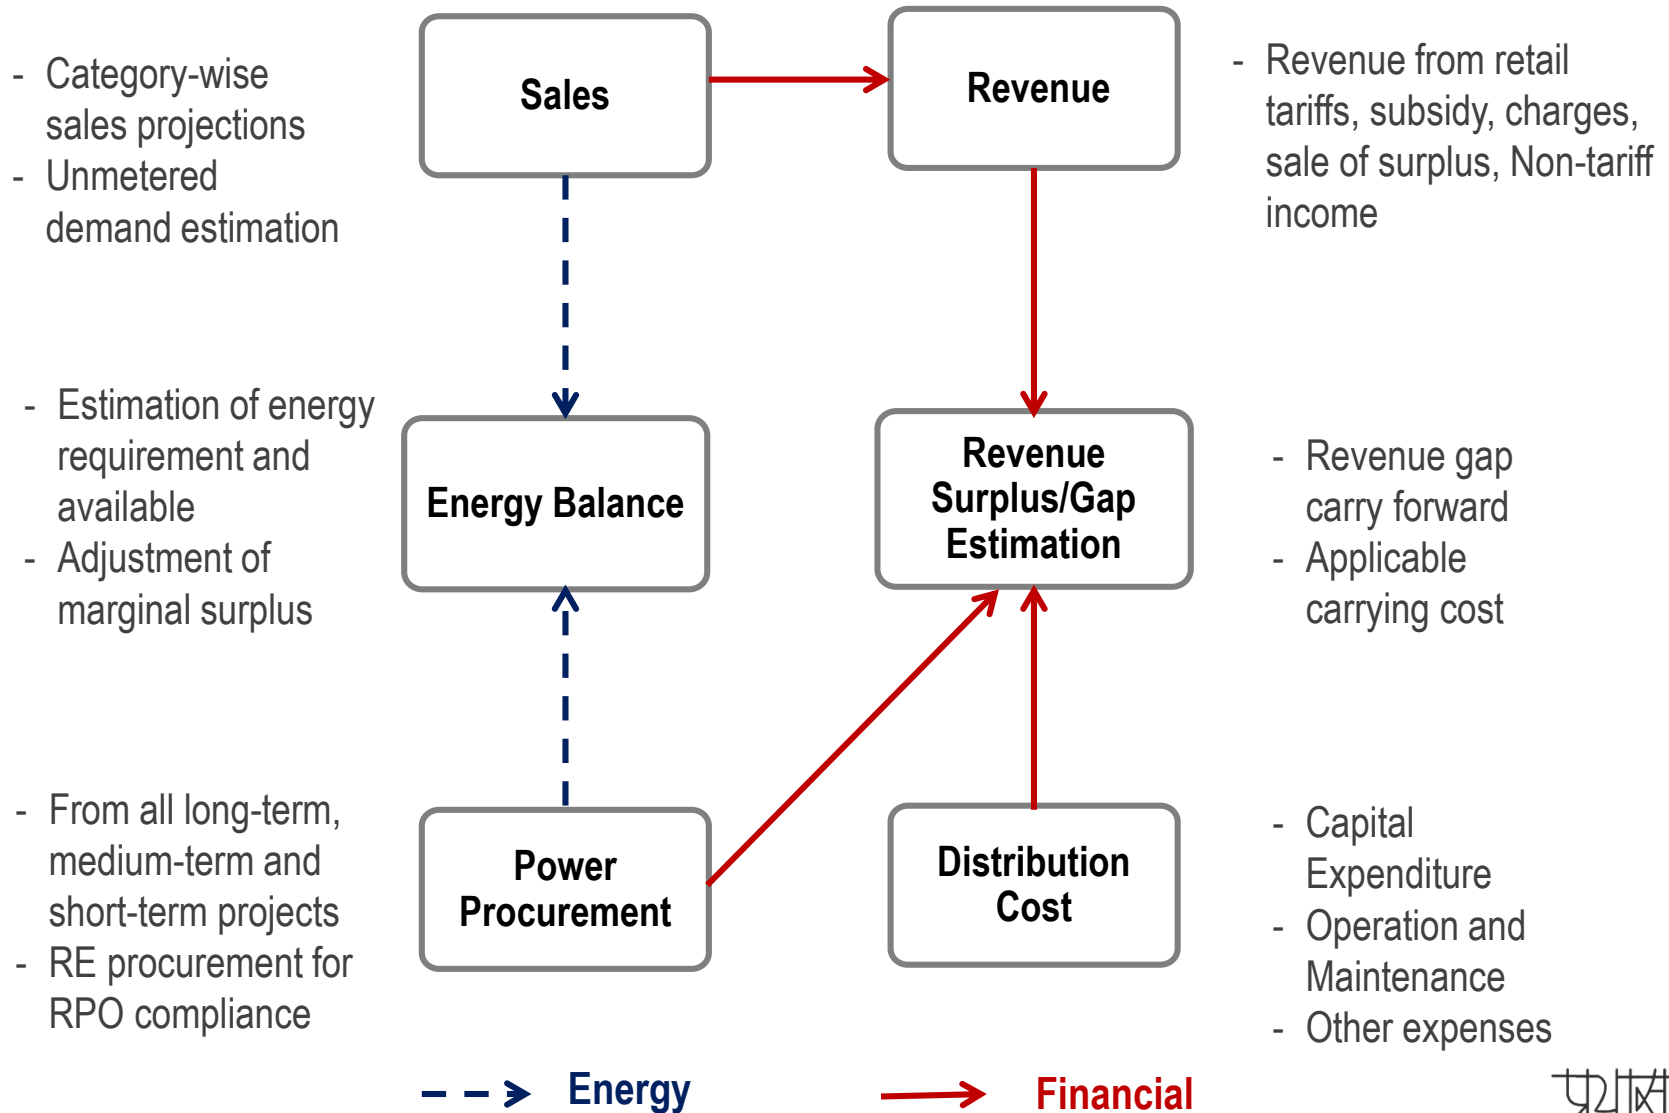 - Category-wise
sales projections
- Unmetered
demand estimation
Sales
Revenue
- Revenue from retail
tariffs, subsidy, charges,
sale of surplus, Non-tariff
income
- Estimation of energy
requirement and
available
- Adjustment of
marginal surplus
Energy Balance
Revenue
Surplus/Gap
Estimation
- Revenue gap
carry forward
- Applicable
carrying cost
- From all long-term,
medium-term and
short-term projects
- RE procurement for
RPO compliance
Power
Procurement
Distribution
Cost
- Capital
Expenditure
- Operation and
Maintenance
- Other expenses
Energy
Financial